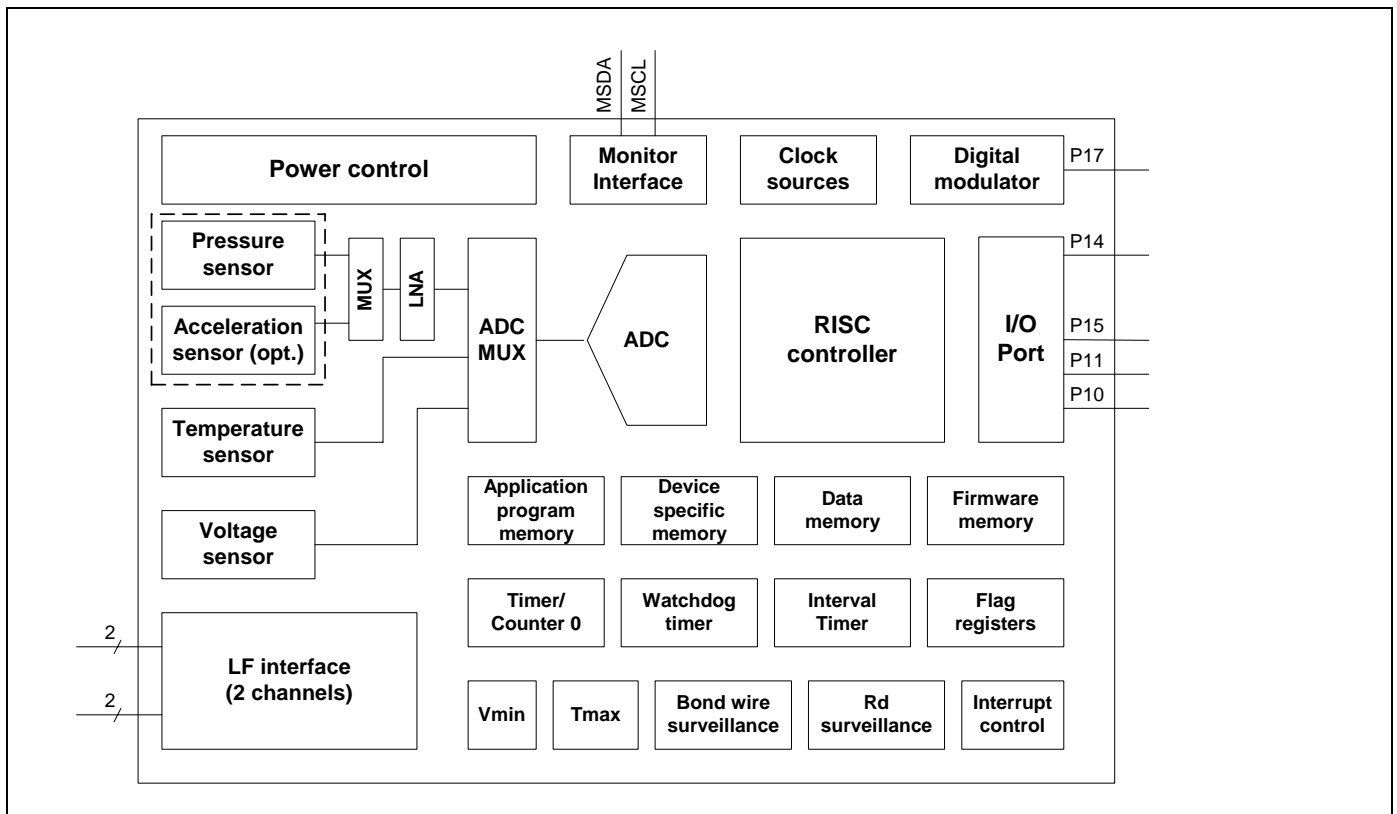 MSDA
MSCL
Power control
Monitor
Interface
Clock
sources
Digital
modulator
P17
Pressure
sensor
Acceleration
sensor (opt.)
MUX
LNA
ADC
MUX
ADC
RISC
controller
I/O
Port
P14
P15
P11
P10
Temperature
sensor
Voltage
sensor
Application
program
memory
Device
specific
memory
Data
memory
Firmware
memory
Timer/
Counter 0
Watchdog
timer
Interval
Timer
Flag
registers
2
2
LF interface
(2 channels)
Vmin
Tmax
Bond wire
surveillance
Rd
surveillance
Interrupt
control